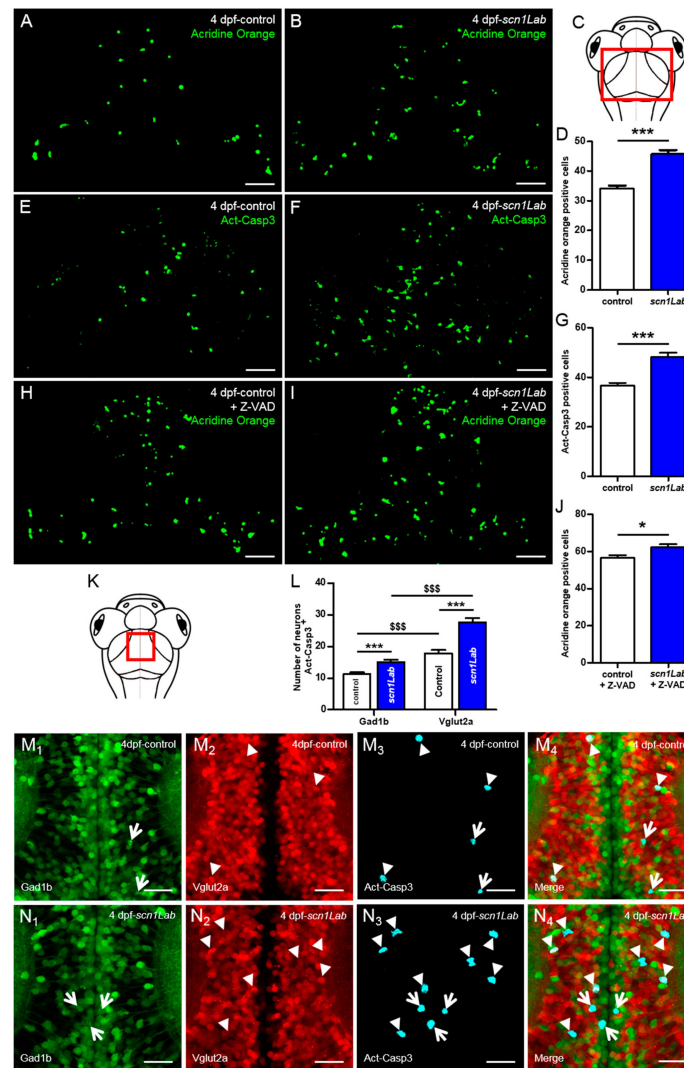 A
4 dpf-control
Acridine Orange
B
4 dpf-scn1Lab
Acridine Orange
C
D
***
Acridine orange positive cells
50
40
30
20
10
0
control
scn1Lab
E
4 dpf-control
Act-Casp3
F
4 dpf-scn1Lab
Act-Casp3
G
***
Act-Casp3 positive cells
60
40
20
0
control
scn1Lab
H
4 dpf-control
+ Z-VAD
Acridine Orange
I
4 dpf-scn1Lab
+ Z-VAD
Acridine Orange
J
*
Acridine orange positive cells
80
60
40
20
0
control
+ Z-VAD
scn1Lab
+ Z-VAD
K
L
Number of neurons
Act-Casp3+
40
30
20
10
0
$$$
$$$
***
***
control
scn1Lab
Control
scn1Lab
Gad1b
Vglut2a
M1
4dpf-control
Gad1b
M2
4dpf-control
Vglut2a
M3
4 dpf-control
Act-Casp3
M4
4 dpf-control
Merge
N1
4 dpf-scn1Lab
Gad1b
N2
4 dpf-scn1Lab
Vglut2a
N3
4 dpf-scn1Lab
Act-Casp3
N4
4 dpf-scn1Lab
Merge